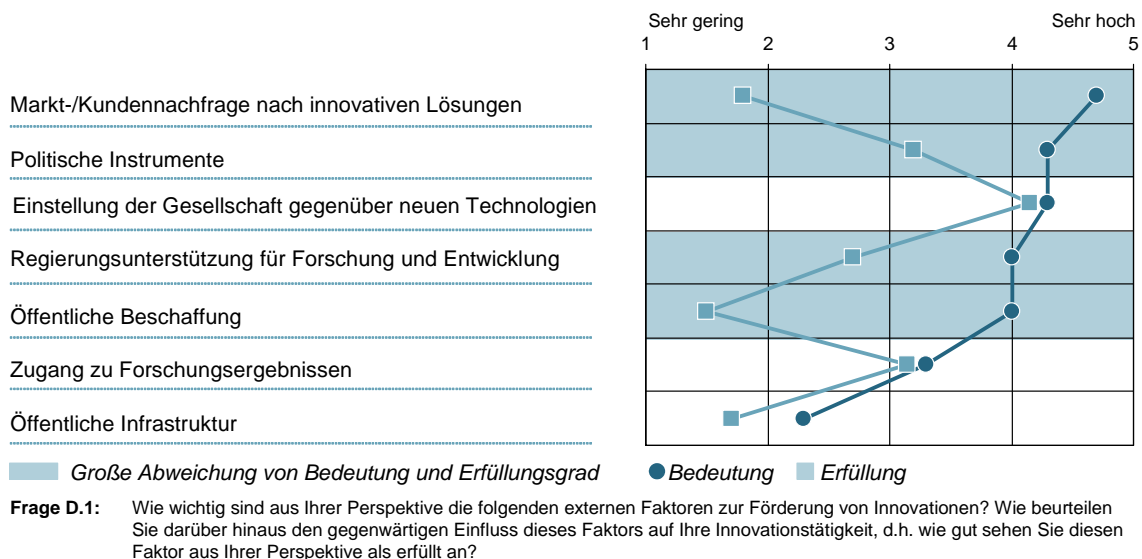 Sehr gering Sehr hoch
1 2 3 4 5
Markt-/Kundennachfrage nach innovativen Lösungen
Politische Instrumente
Einstellung der Gesellschaft gegenüber neuen Technologien
Regierungsunterstützung für Forschung und Entwicklung
Öffentliche Beschaffung
Zugang zu Forschungsergebnissen
Öffentliche Infrastruktur
Große Abweichung von Bedeutung und Erfüllungsgrad Bedeutung Erfüllung
Frage D.1: Wie wichtig sind aus Ihrer Perspektive die folgenden externen Faktoren zur Förderung von Innovationen? Wie beurteilen
Sie darüber hinaus den gegenwärtigen Einfluss dieses Faktors auf Ihre Innovationstätigkeit, d.h. wie gut sehen Sie diesen
Faktor aus Ihrer Perspektive als erfüllt an?